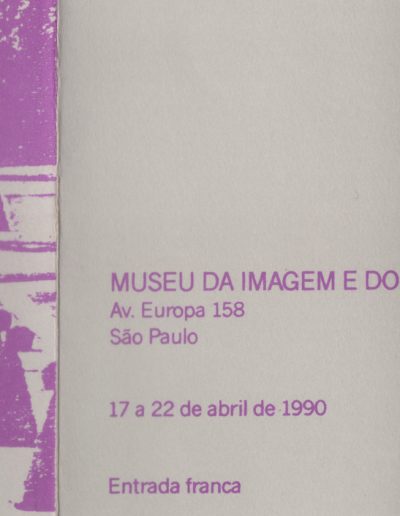 MUSEU DA IMAGEM E DO
Av. Europa 158
São Paulo
17 a 22 de abril de 1990
Entrada franca